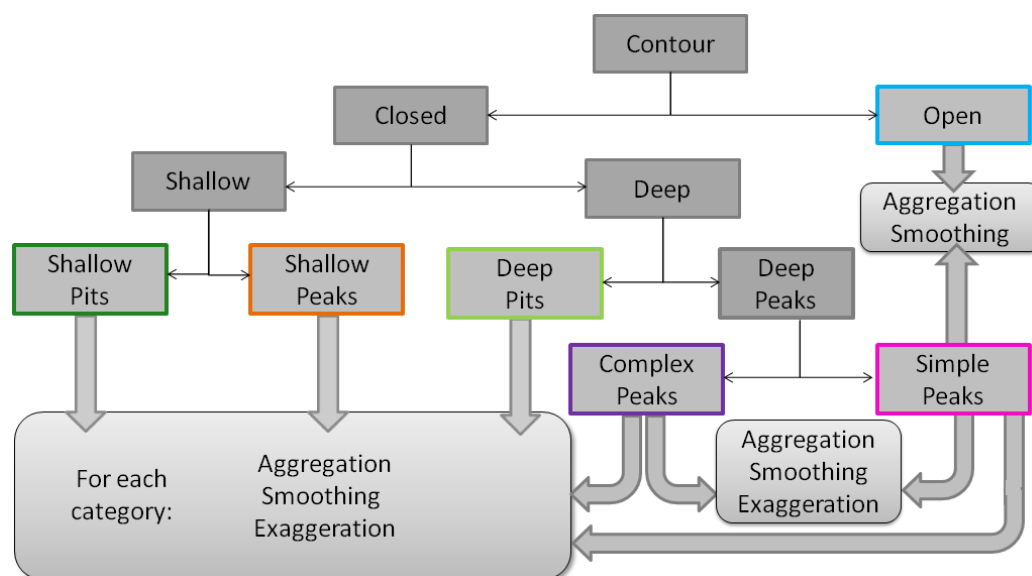 Contour
Closed
Open
Shallow
Deep
Aggregation
Smoothing
Shallow
Pits
Shallow
Peaks
Deep
Pits
Deep
Peaks
Complex
Peaks
Simple
Peaks
For each
category:
Aggregation
Smoothing
Exaggeration
Aggregation
Smoothing
Exaggeration